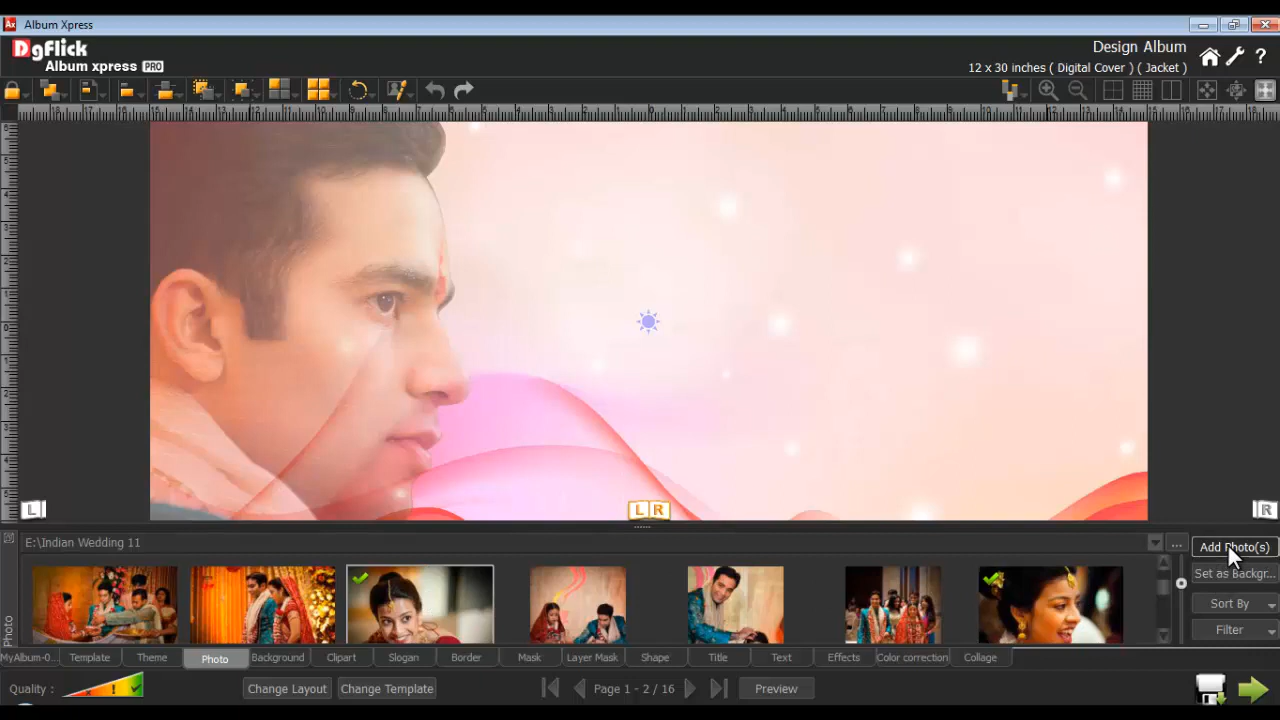 Album Xpress
DgFlick
Album xpress PRO
Design Album
12 x 30 inches ( Digital Cover ) ( Jacket )
L
L R
R
E:\Indian Wedding 11
...
Add Photo(s)
Set as Backgr...
Sort By
Filter
Photo
MyAlbum-0...
Template
Theme
Photo
Background
Clipart
Slogan
Border
Mask
Layer Mask
Shape
Title
Text
Effects
Color correction
Collage
Quality :
Change Layout
Change Template
Page 1 - 2 / 16
Preview